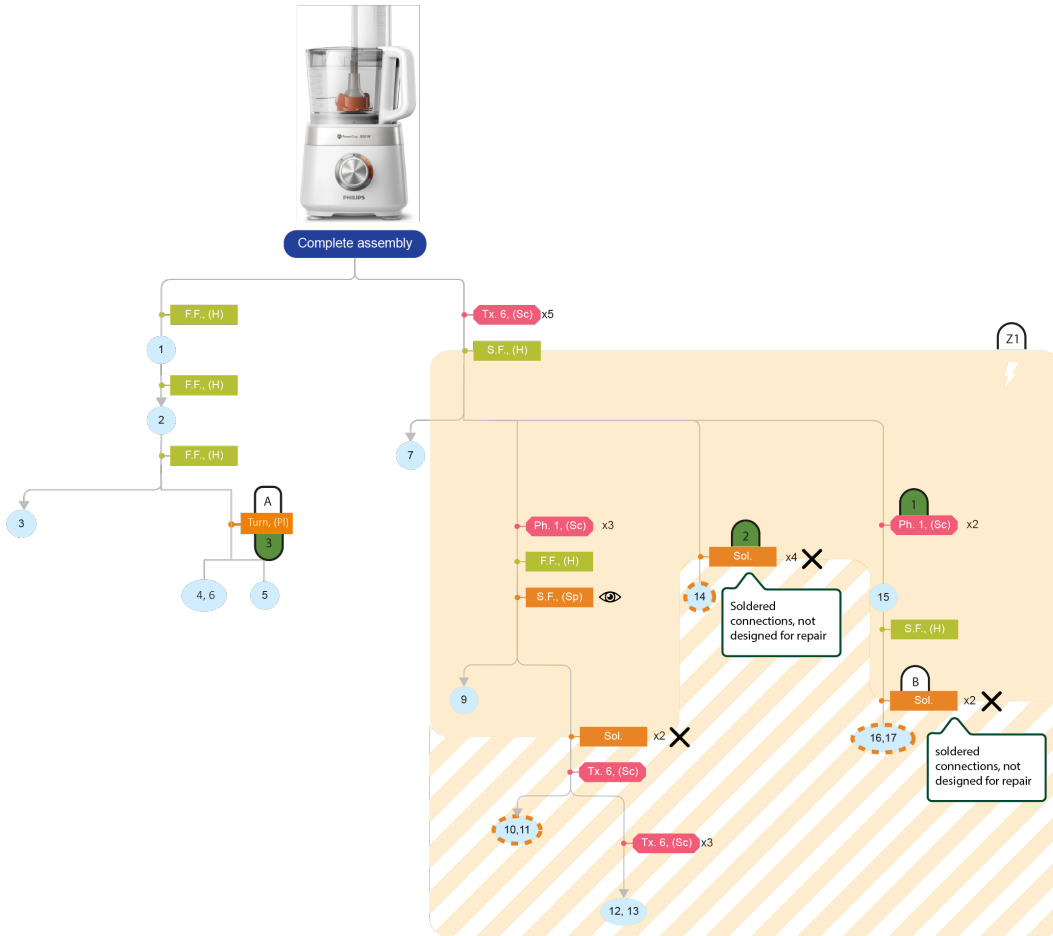 PHILIPS
Complete assembly
F.F., (H)
Tx. 6, (Sc) x5
Z1
1
S.F., (H)
F.F., (H)
2
F.F., (H)
7
3
A
Turn, (Pl)
3
4, 6
5
1
Ph. 1, (Sc) x3
Ph. 1, (Sc) x2
2
Sol. x4
F.F., (H)
S.F., (Sp)
14
15
Soldered
connections, not
designed for repair
S.F., (H)
B
9
Sol. x2
Sol. x2
16,17
soldered
connections, not
designed for repair
Tx. 6, (Sc)
10,11
Tx. 6, (Sc) x3
12, 13